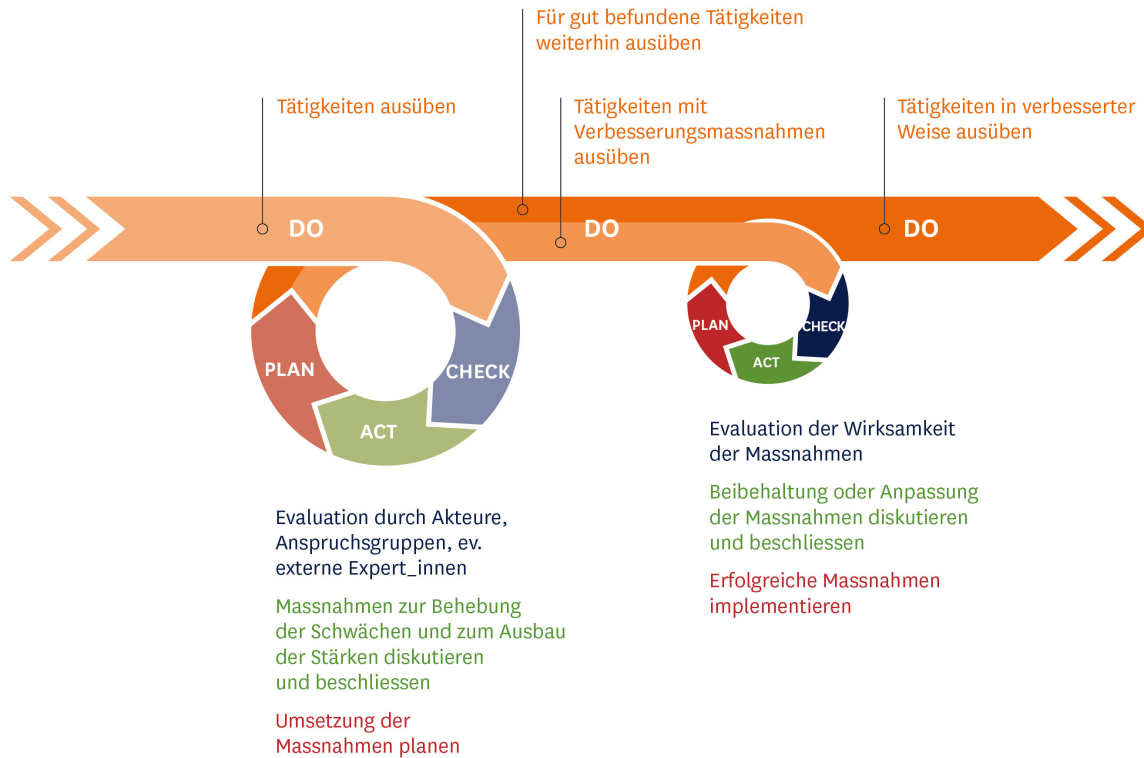 Für gut befundene Tätigkeiten
weiterhin ausüben
Tätigkeiten ausüben
Tätigkeiten mit
Verbesserungsmassnahmen
ausüben
Tätigkeiten in verbesserter
Weise ausüben
DO
DO
DO
PLAN
CHECK
ACT
PLAN
CHECK
ACT
Evaluation durch Akteure,
Anspruchsgruppen, ev.
externe Expert_innen
Massnahmen zur Behebung
der Schwächen und zum Ausbau
der Stärken diskutieren
und beschliessen
Umsetzung der
Massnahmen planen
Evaluation der Wirksamkeit
der Massnahmen
Beibehaltung oder Anpassung
der Massnahmen diskutieren
und beschliessen
Erfolgreiche Massnahmen
implementieren